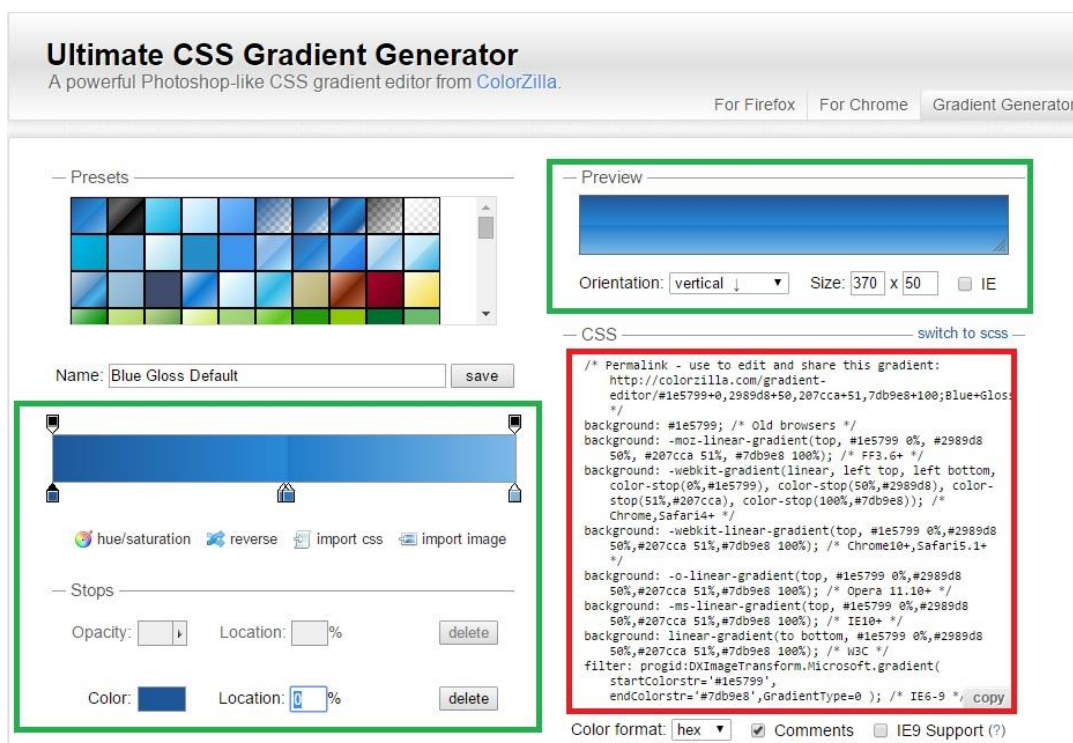 Ultimate CSS Gradient Generator
A powerful Photoshop-like CSS gradient editor from ColorZilla.
For Firefox
For Chrome
Gradient Generator
Presets
Name: Blue Gloss Default
save
hue/saturation
reverse
import css
import image
Stops
Opacity:
Location: %
delete
Color:
Location: 0 %
delete
Preview
Orientation: vertical ↓
Size: 370 x 50
IE
CSS
switch to scss
/* Permalink - use to edit and share this gradient:
http://colorzilla.com/gradient-
editor/#1e5799+0,2989d8+50,207cca+51,7db9e8+100;Blue+Gloss
*/
background: #1e5799; /* Old browsers */
background: -moz-linear-gradient(top, #1e5799 0%, #2989d8
50%, #207cca 51%, #7db9e8 100%); /* FF3.6+ */
background: -webkit-gradient(linear, left top, left bottom,
color-stop(0%,#1e5799), color-stop(50%,#2989d8), color-
stop(51%,#207cca), color-stop(100%,#7db9e8)); /*
Chrome,Safari4+ */
background: -webkit-linear-gradient(top, #1e5799 0%,#2989d8
50%,#207cca 51%,#7db9e8 100%); /* Chrome10+,Safari5.1+
*/
background: -o-linear-gradient(top, #1e5799 0%,#2989d8
50%,#207cca 51%,#7db9e8 100%); /* Opera 11.10+ */
background: -ms-linear-gradient(top, #1e5799 0%,#2989d8
50%,#207cca 51%,#7db9e8 100%); /* IE10+ */
background: linear-gradient(to bottom, #1e5799 0%,#2989d8
50%,#207cca 51%,#7db9e8 100%); /* W3C */
filter: progid:DXImageTransform.Microsoft.gradient(
startColorstr='#1e5799',
endColorstr='#7db9e8',GradientType=0 ); /* IE6-9 */
copy
Color format: hex
Comments
IE9 Support (?)